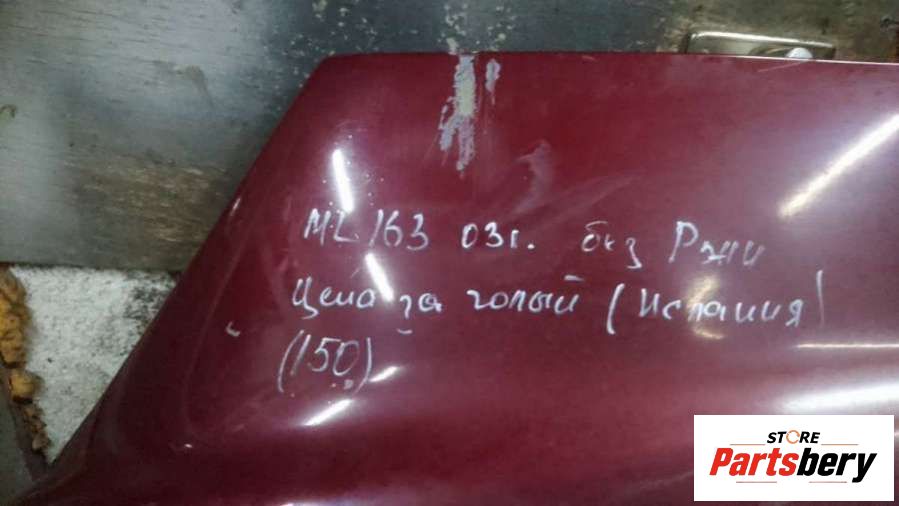 ML 163 03г. без Ржи
Цена за голый (Испания)
(150)
STORE
Partsbery